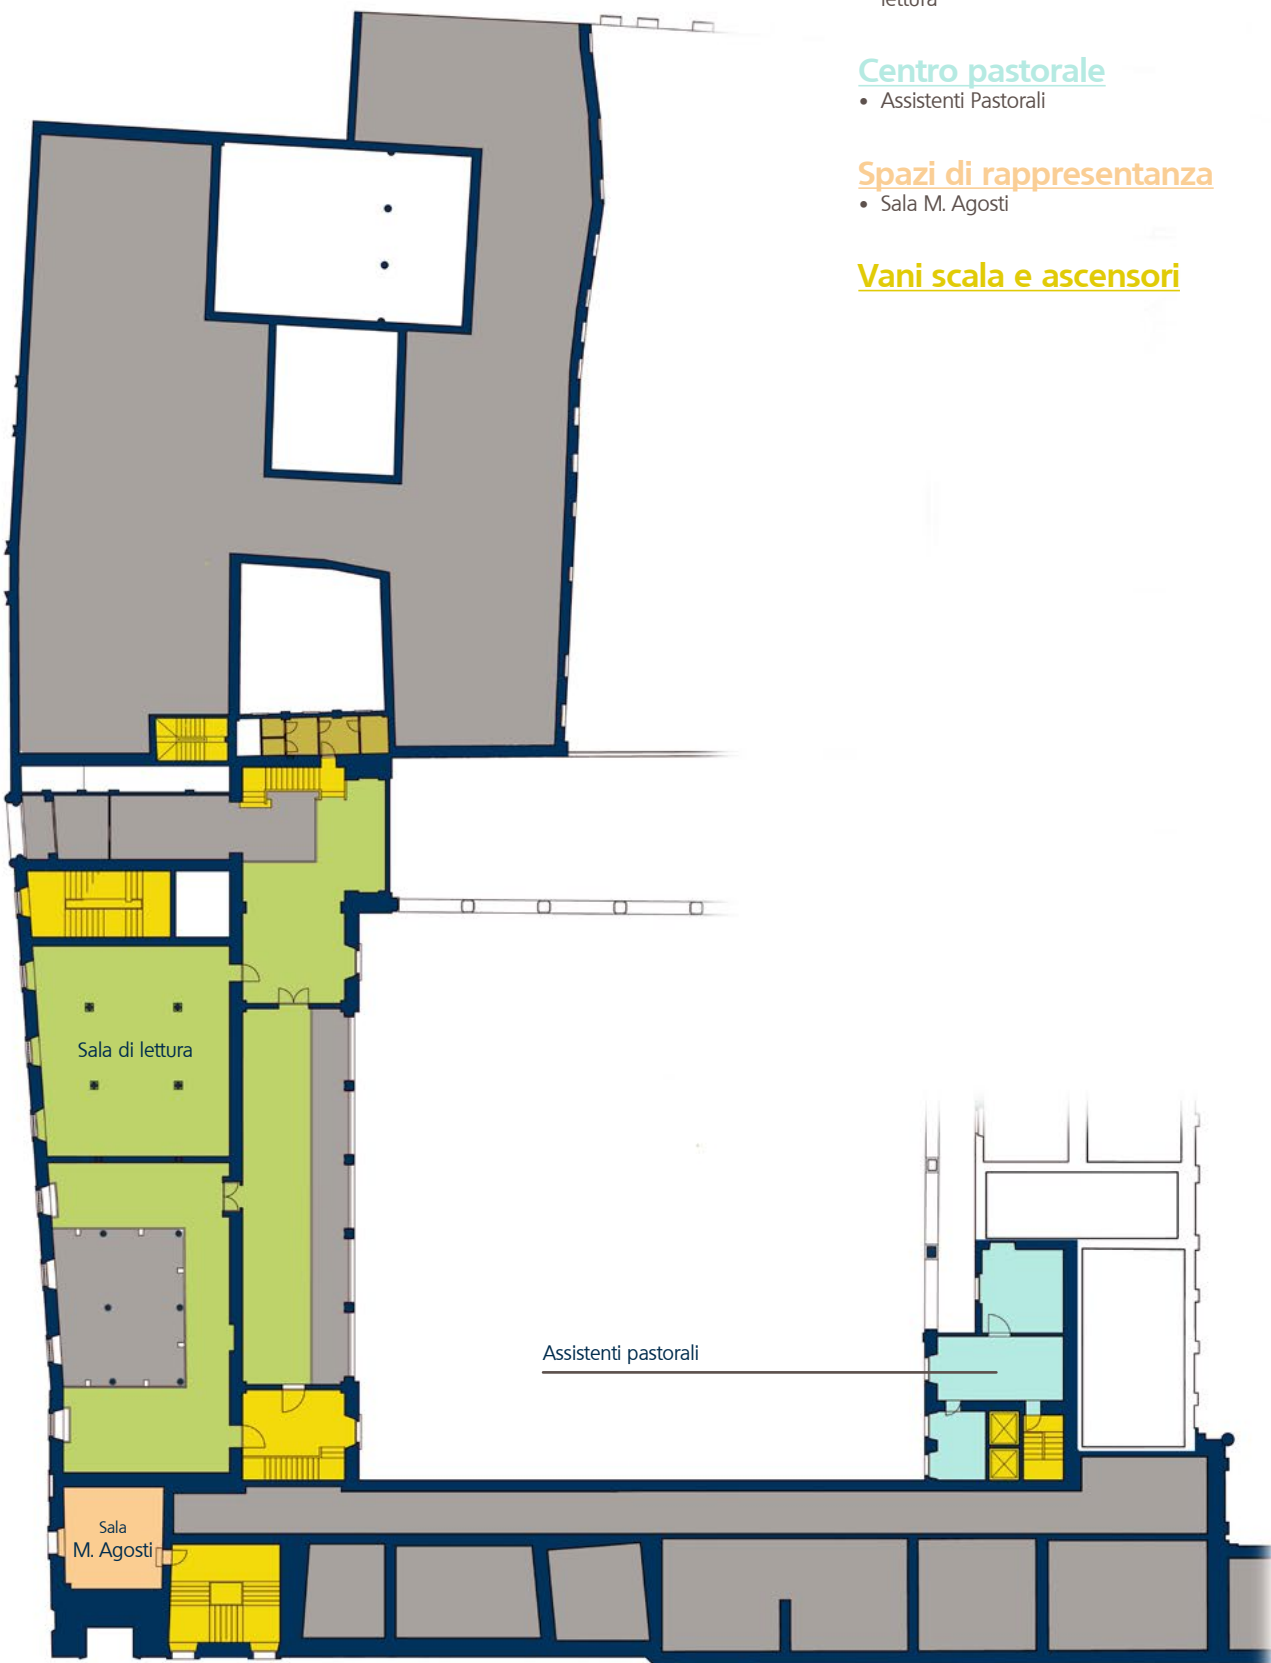 lettura
Centro pastorale
• Assistenti Pastorali
Spazi di rappresentanza
• Sala M. Agosti
Vani scala e ascensori
Sala di lettura
Assistenti pastorali
Sala
M. Agosti